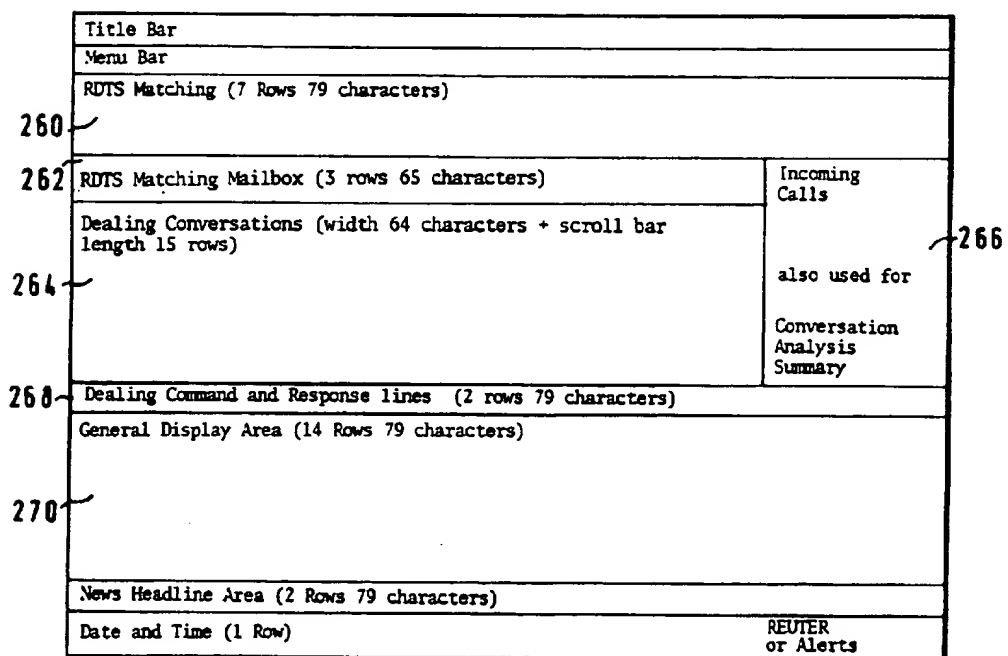 Title Bar
Menu Bar
RDTS Matching (7 Rows 79 characters)
260
262
RDTS Matching Mailbox (3 rows 65 characters)
Incoming
Calls
Dealing Conversations (width 64 characters + scroll bar
length 15 rows)
266
264
also used for
Conversation
Analysis
Summary
268
Dealing Command and Response lines (2 rows 79 characters)
General Display Area (14 Rows 79 characters)
270
News Headline Area (2 Rows 79 characters)
Date and Time (1 Row)
REUTER
or Alerts